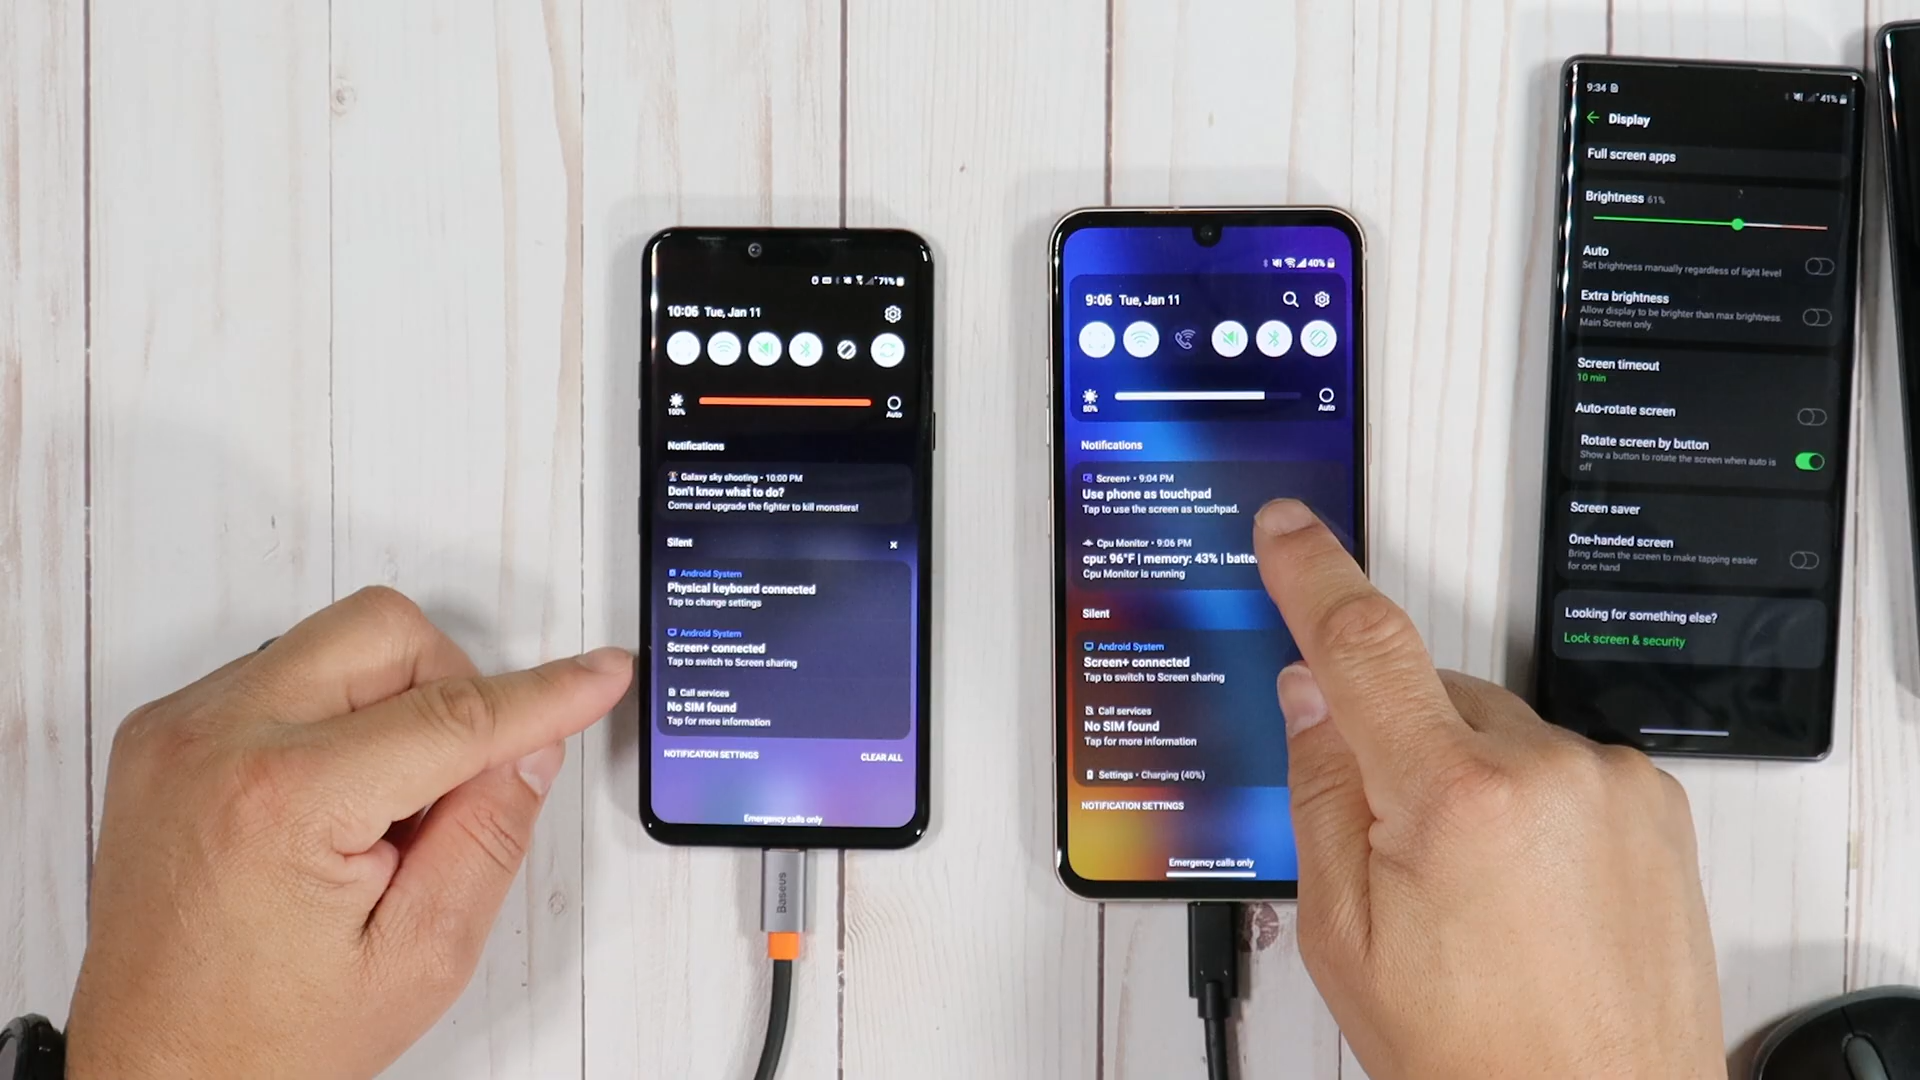 71%
10:06 Tue, Jan 11
100%
Auto
Notifications
Galaxy sky shooting • 10:00 PM
Don't know what to do?
Come and upgrade the fighter to kill monsters!
Silent
Android System
Physical keyboard connected
Tap to change settings
Android System
Screen+ connected
Tap to switch to Screen sharing
Call services
No SIM found
Tap for more information
NOTIFICATION SETTINGS CLEAR ALL
Emergency calls only
Baseus
40%
9:06 Tue, Jan 11
80%
Auto
Notifications
Screen+ • 9:04 PM
Use phone as touchpad
Tap to use the screen as touchpad.
Cpu Monitor • 9:06 PM
cpu: 96°F | memory: 43% | batte
Cpu Monitor is running
Silent
Android System
Screen+ connected
Tap to switch to Screen sharing
Call services
No SIM found
Tap for more information
Settings • Charging (40%)
NOTIFICATION SETTINGS
Emergency calls only
9:34 41%
Display
Full screen apps
Brightness 61%
Auto
Set brightness manually regardless of light level
Extra brightness
Allow display to be brighter than max brightness.
Main Screen only.
Screen timeout
10 min
Auto-rotate screen
Rotate screen by button
Show a button to rotate the screen when auto is
off
Screen saver
One-handed screen
Bring down the screen to make tapping easier
for one hand
Looking for something else?
Lock screen & security